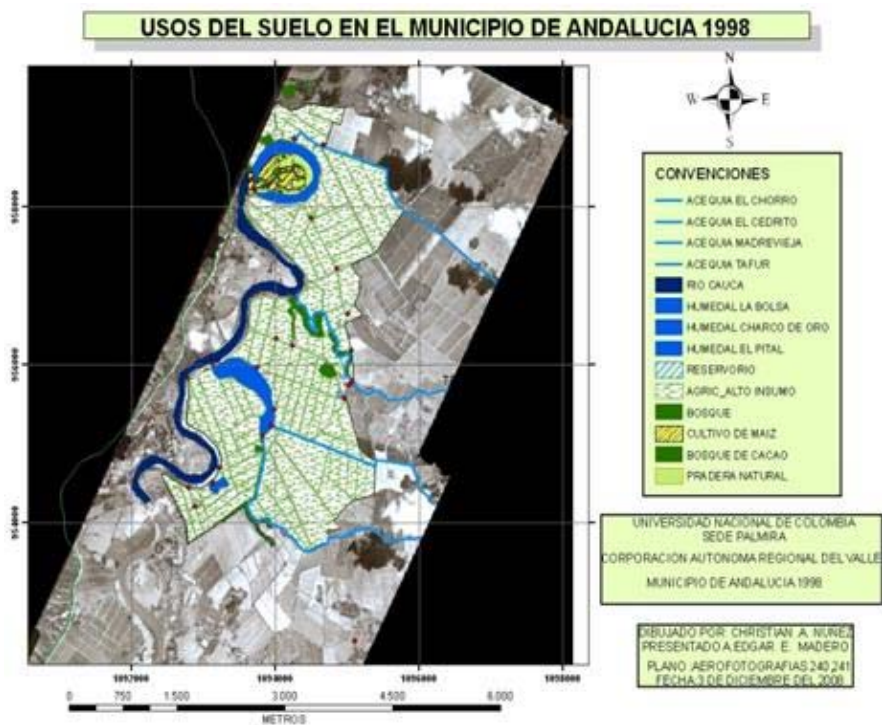 USOS DEL SUELO EN EL MUNICIPIO DE ANDALUCIA 1998
N
W
E
S
CONVENCIONES
ACEQUIA EL CHORRO
ACEQUIA EL CEDRITO
ACEQUIA MADREVIEJA
ACEQUIA TAFUR
RIO CAUCA
HUMEDAL LA BOLSA
HUMEDAL CHARCO DE ORO
HUMEDAL EL PITAL
RESERVORIO
AGRIC_ALTO INSUMO
BOSQUE
CULTIVO DE MAIZ
BOSQUE DE CACAO
PRADERA NATURAL
UNIVERSIDAD NACIONAL DE COLOMBIA
SEDE PALMIRA
CORPORACION AUTONOMA REGIONAL DEL VALLE
MUNICIPIO DE ANDALUCIA 1998
DIBUJADO POR: CHRISTIAN A. NUÑEZ
PRESENTADO A:EDGAR E. MADERO
PLANO :AEROFOTOGRAFIAS 240,241
FECHA:3 DE DICIEMBRE DEL 2008
958000
956000
954000
0 750 1.500 3.000 4.500 6.000
METROS